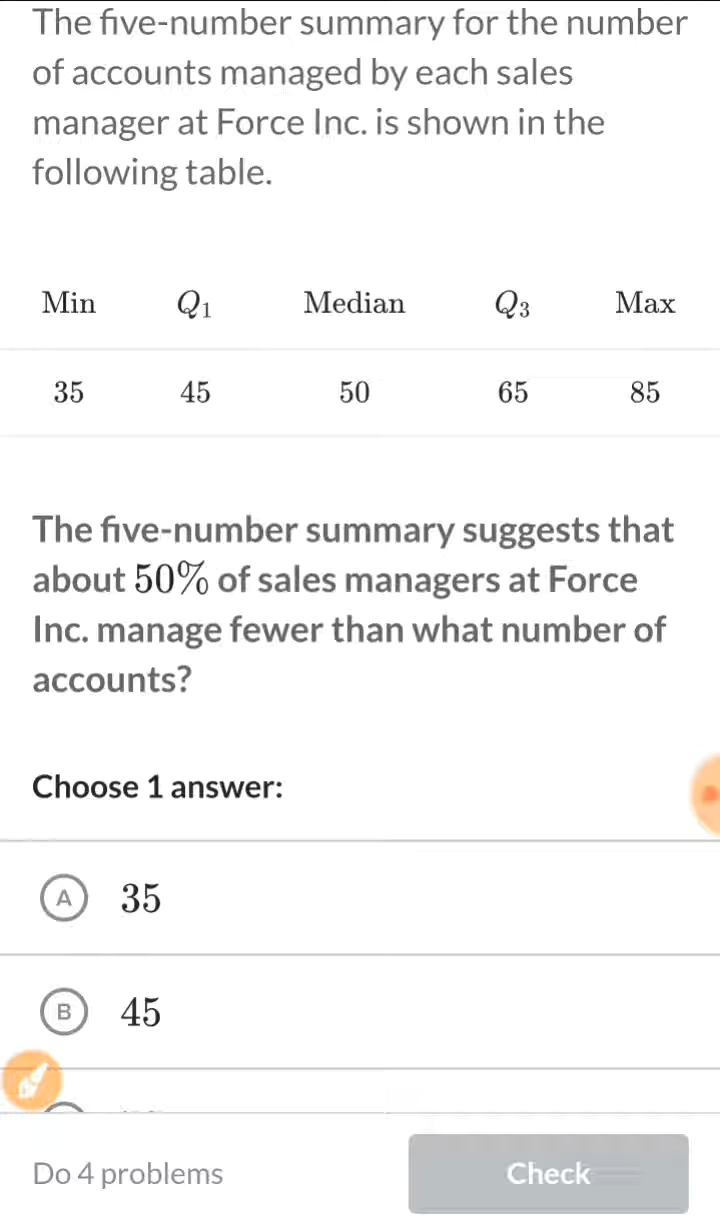 The five-number summary for the number
of accounts managed by each sales
manager at Force Inc. is shown in the
following table.
Min Q1 Median Q3 Max
35 45 50 65 85
The five-number summary suggests that
about 50% of sales managers at Force
Inc. manage fewer than what number of
accounts?
Choose 1 answer:
A 35
B 45
Do 4 problems
Check